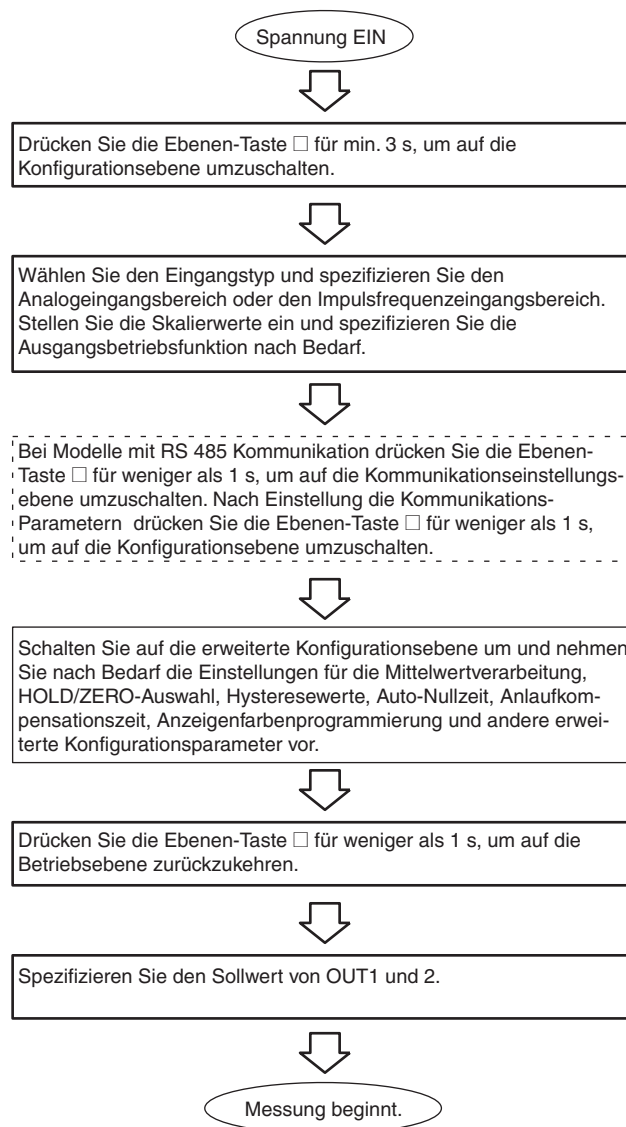 Spannung EIN
Drücken Sie die Ebenen-Taste □ für min. 3 s, um auf die
Konfigurationsebene umzuschalten.
Wählen Sie den Eingangstyp und spezifizieren Sie den
Analogeingangsbereich oder den Impulsfrequenzeingangsbereich.
Stellen Sie die Skalierwerte ein und spezifizieren Sie die
Ausgangsbetriebsfunktion nach Bedarf.
Bei Modelle mit RS 485 Kommunikation drücken Sie die Ebenen-
Taste □ für weniger als 1 s, um auf die Kommunikationseinstellungs-
ebene umzuschalten. Nach Einstellung die Kommunikations-
Parametern drücken Sie die Ebenen-Taste □ für weniger als 1 s,
um auf die Konfigurationsebene umzuschalten.
Schalten Sie auf die erweiterte Konfigurationsebene um und nehmen
Sie nach Bedarf die Einstellungen für die Mittelwertverarbeitung,
HOLD/ZERO-Auswahl, Hysteresewerte, Auto-Nullzeit, Anlaufkom-
pensationszeit, Anzeigenfarbenprogrammierung und andere erwei-
terte Konfigurationsparameter vor.
Drücken Sie die Ebenen-Taste □ für weniger als 1 s, um auf die
Betriebsebene zurückzukehren.
Spezifizieren Sie den Sollwert von OUT1 und 2.
Messung beginnt.